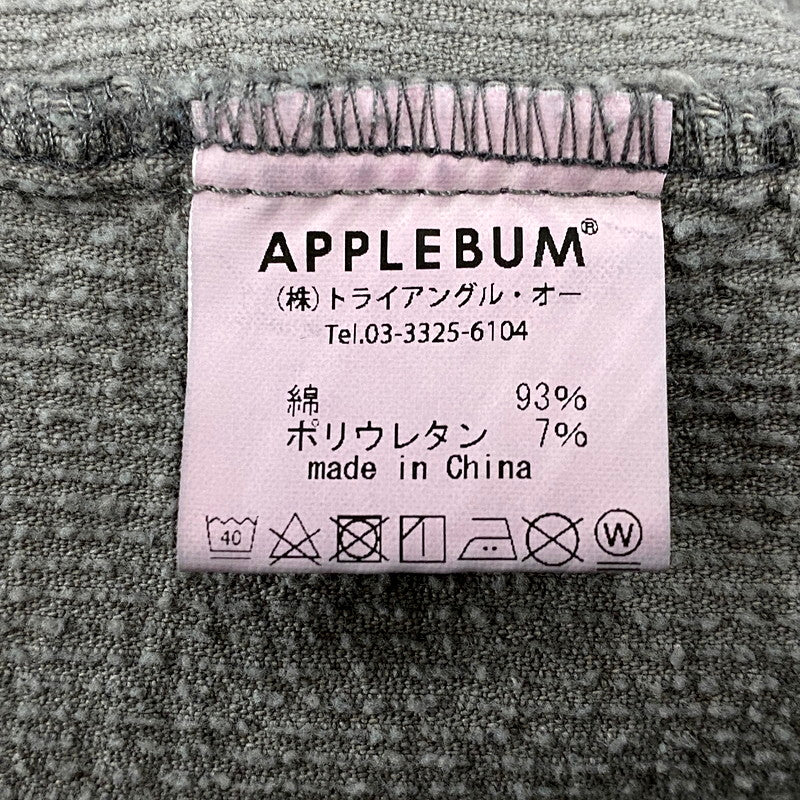 APPLEBUM®
(株)トライアングル・オー
Tel.03-3325-6104
綿 93%
ポリウレタン 7%
made in China
40 W